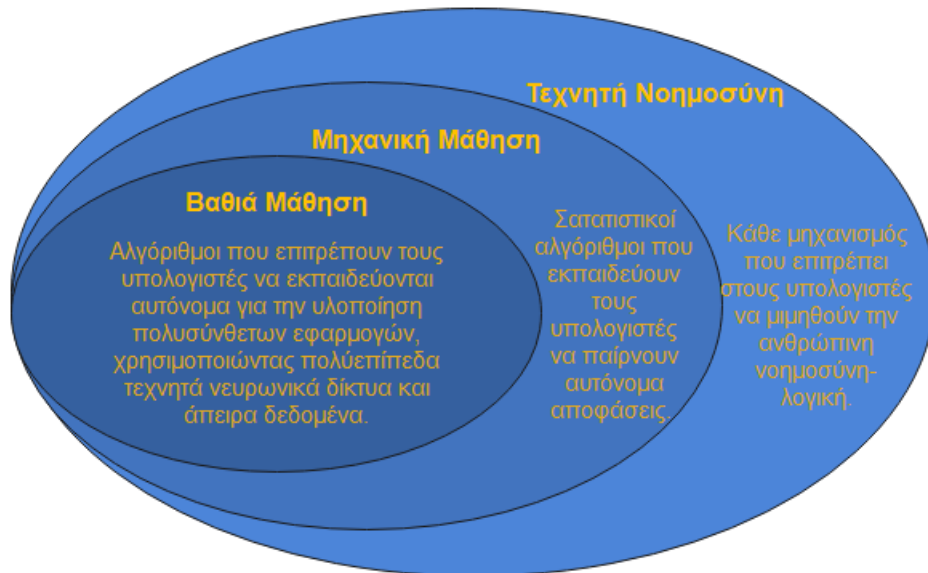 Τεχνητή Νοημοσύνη
Μηχανική Μάθηση
Βαθιά Μάθηση
Αλγόριθμοι που επιτρέπουν τους
υπολογιστές να εκπαιδεύονται
αυτόνομα για την υλοποίηση
πολυσύνθετων εφαρμογών,
χρησιμοποιώντας πολύεπίπεδα
τεχνητά νευρωνικά δίκτυα και
άπειρα δεδομένα.
Σατατιστικοί
αλγόριθμοι που
εκπαιδεύουν
τους
υπολογιστές
να παίρνουν
αυτόνομα
αποφάσεις.
Κάθε μηχανισμός
που επιτρέπει
στους υπολογιστές
να μιμηθούν την
ανθρώπινη
νοημοσύνη-
λογική.